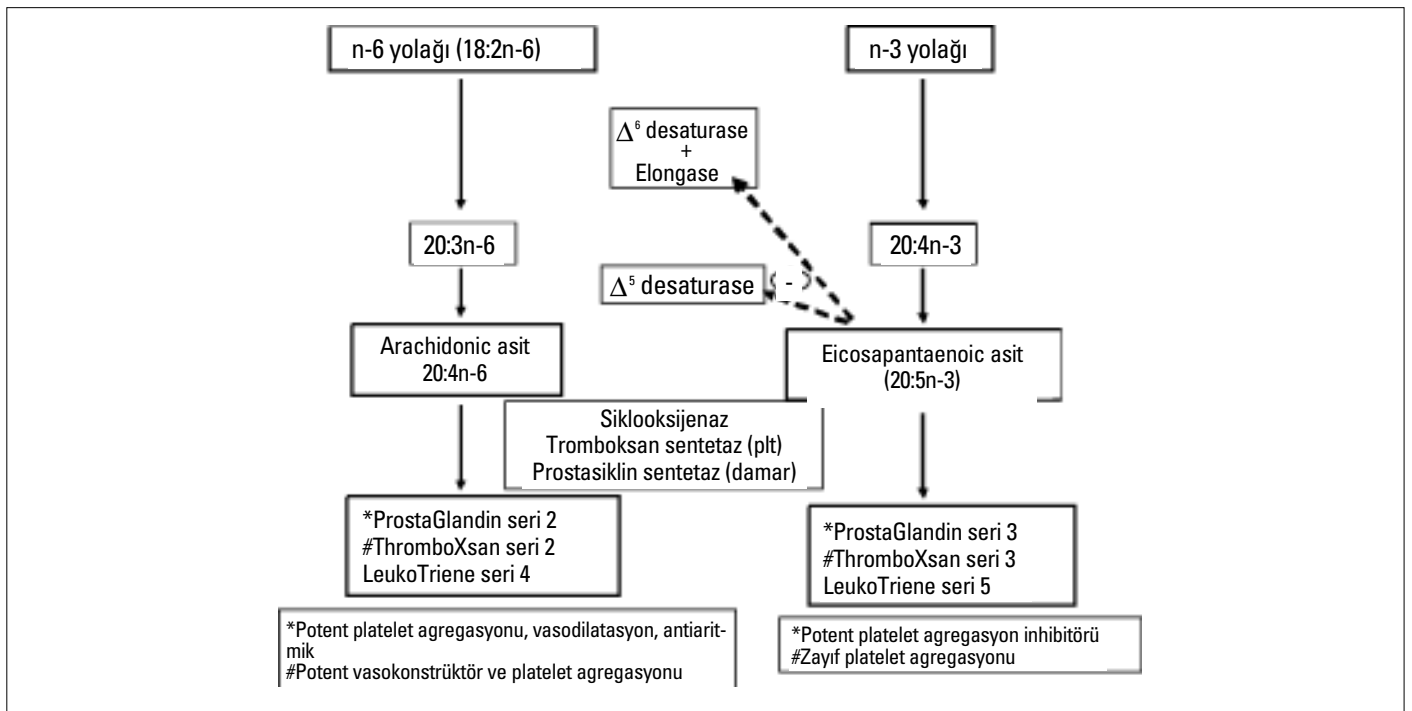 n-6 yolağı (18:2n-6)
n-3 yolağı
Δ⁶ desaturase
+
Elongase
20:3n-6
20:4n-3
Δ⁵ desaturase
-
Arachidonic asit
20:4n-6
Eicosapantaenoic asit
(20:5n-3)
Siklooksijenaz
Tromboksan sentetaz (plt)
Prostasiklin sentetaz (damar)
*ProstaGlandin seri 2
#ThromboXsan seri 2
LeukoTriene seri 4
*ProstaGlandin seri 3
#ThromboXsan seri 3
LeukoTriene seri 5
*Potent platelet agregasyonu, vasodilatasyon, antiarit-
mik
#Potent vasokonstrüktör ve platelet agregasyonu
*Potent platelet agregasyon inhibitörü
#Zayıf platelet agregasyonu